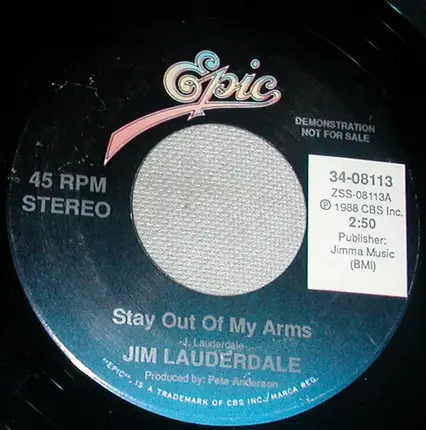 Epic
DEMONSTRATION
NOT FOR SALE
45 RPM
STEREO
34-08113
ZSS-08113A
℗ 1988 CBS Inc.
2:50
Publisher:
Jimma Music
(BMI)
Stay Out Of My Arms
-J. Lauderdale-
JIM LAUDERDALE
Produced by: Pete Anderson
"EPIC", IS A TRADEMARK OF CBS INC./MARCA REG.